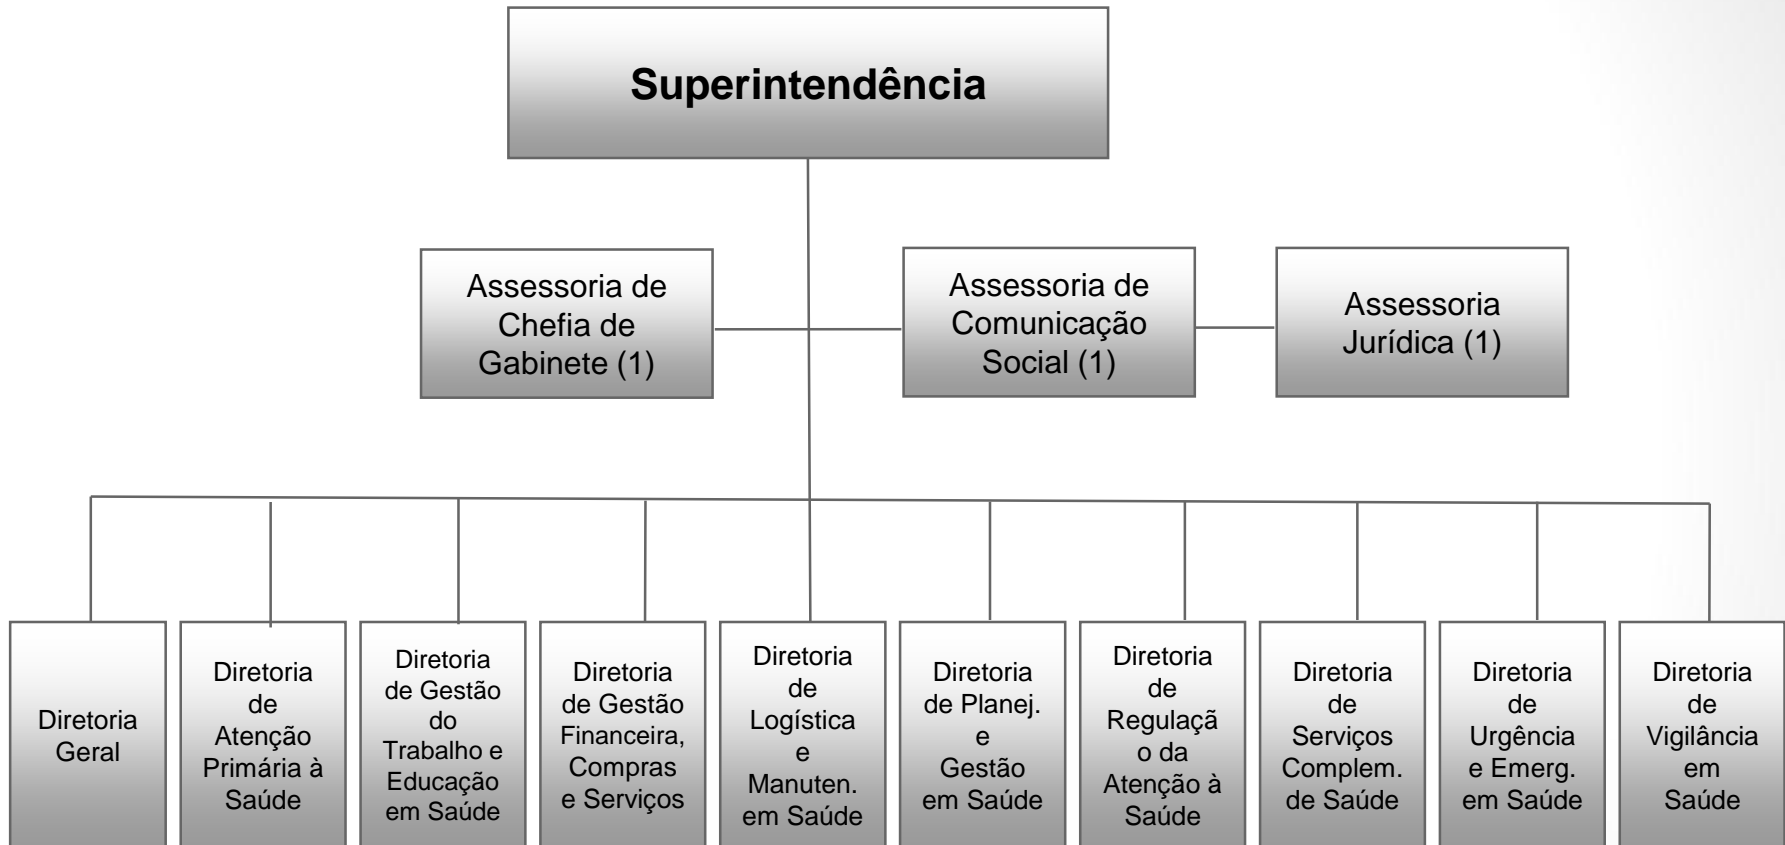 Superintendência
Assessoria de
Chefia de
Gabinete (1)
Assessoria de
Comunicação
Social (1)
Assessoria
Jurídica (1)
Diretoria
Geral
Diretoria
de
Atenção
Primária à
Saúde
Diretoria
de Gestão
do
Trabalho e
Educação
em Saúde
Diretoria
de Gestão
Financeira,
Compras
e Serviços
Diretoria
de
Logística
e
Manuten.
em Saúde
Diretoria
de Planej.
e
Gestão
em Saúde
Diretoria
de
Regulaçã
o da
Atenção à
Saúde
Diretoria
de
Serviços
Complem.
de Saúde
Diretoria
de
Urgência
e Emerg.
em Saúde
Diretoria
de
Vigilância
em
Saúde